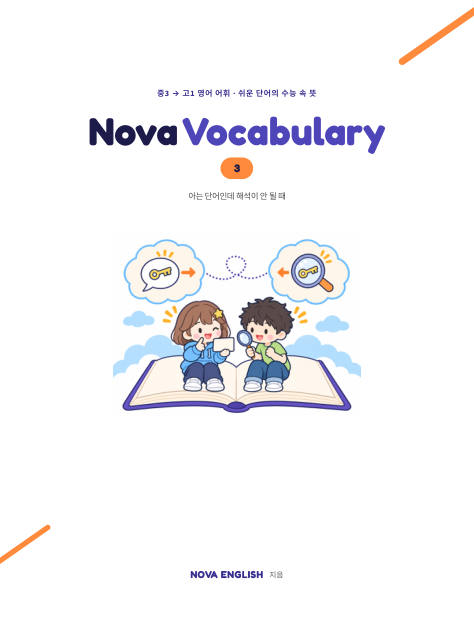 중3 → 고1 영어 어휘 · 쉬운 단어의 수능 속 뜻
Nova Vocabulary
3
아는 단어인데 해석이 안 될 때
NOVA ENGLISH 지음